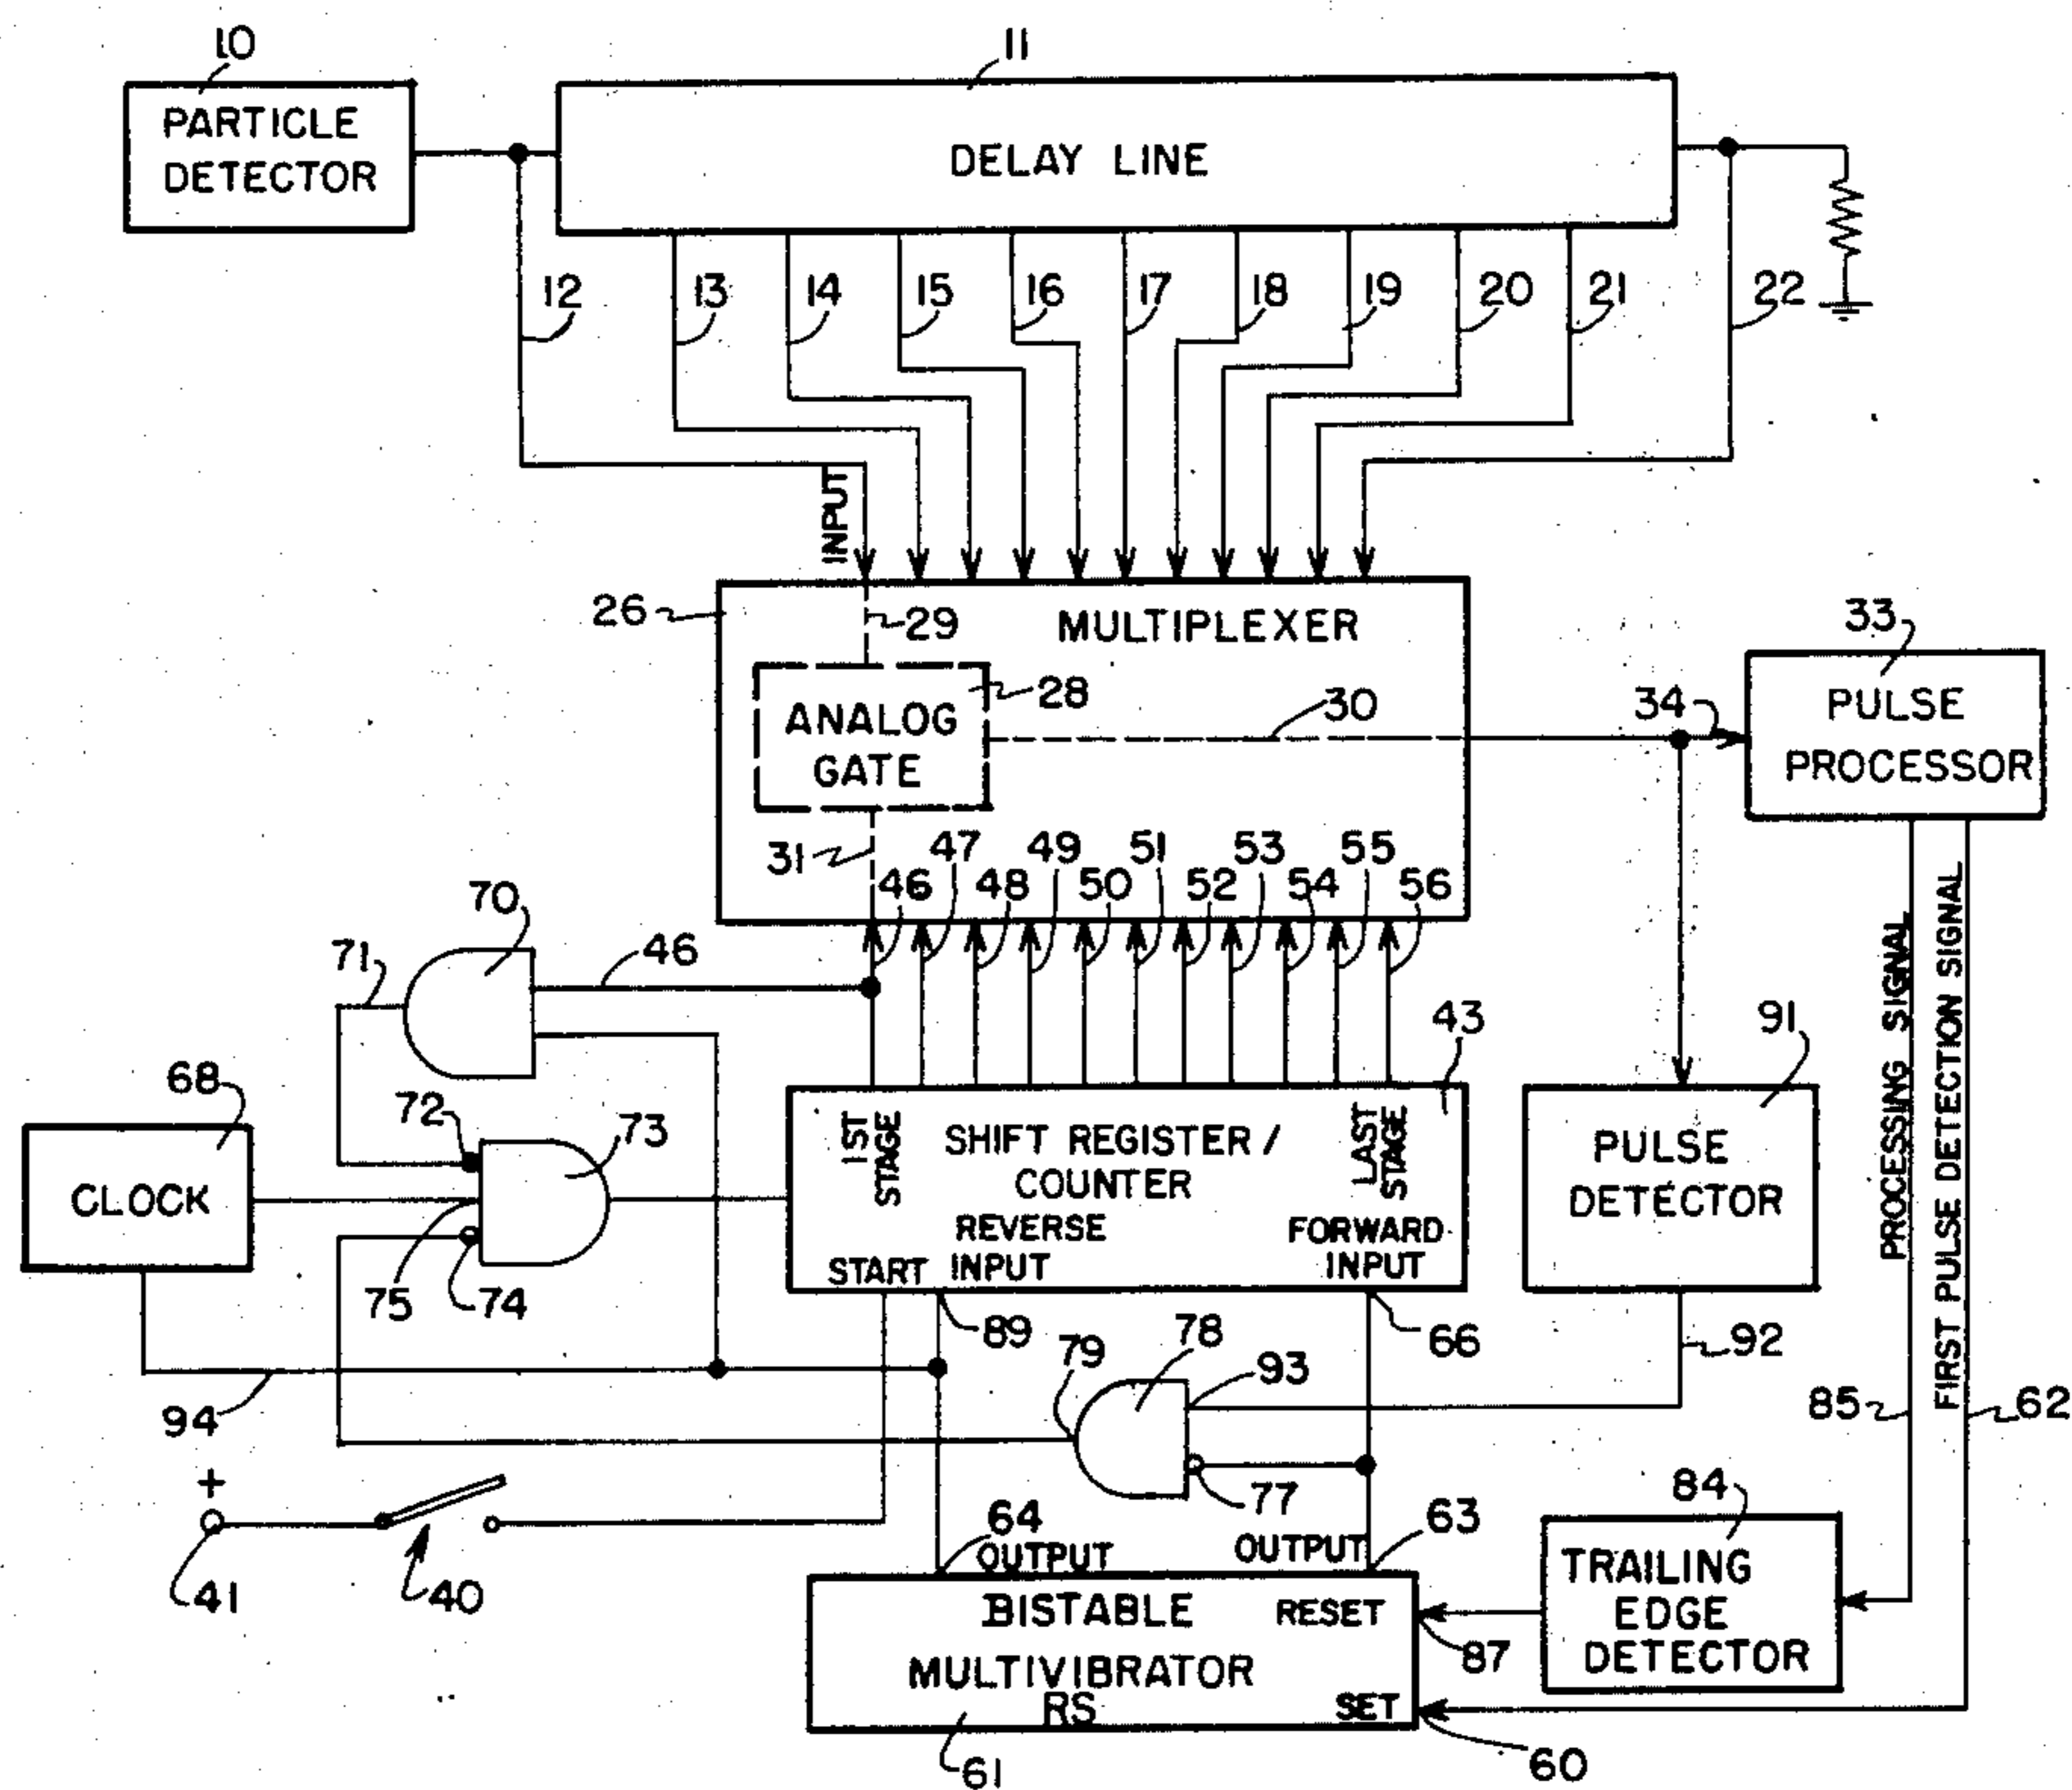 10
11
PARTICLE
DETECTOR
DELAY LINE
12
13
14
15
16
17
18
19
20
21
22
INPUT
26
29
MULTIPLEXER
33
28
ANALOG
GATE
30
34
PULSE
PROCESSOR
31
46
47
48
49
50
51
52
53
54
55
56
70
71
46
43
91
PROCESSING SIGNAL
FIRST PULSE DETECTION SIGNAL
68
72
73
CLOCK
1ST
STAGE
SHIFT REGISTER /
COUNTER
LAST
STAGE
PULSE
DETECTOR
REVERSE
INPUT
FORWARD
INPUT
START
75
74
89
78
66
92
79
93
94
85
62
+
77
84
64
63
OUTPUT
OUTPUT
41
40
TRAILING
EDGE
DETECTOR
BISTABLE
MULTIVIBRATOR
RS
RESET
87
SET
61
60